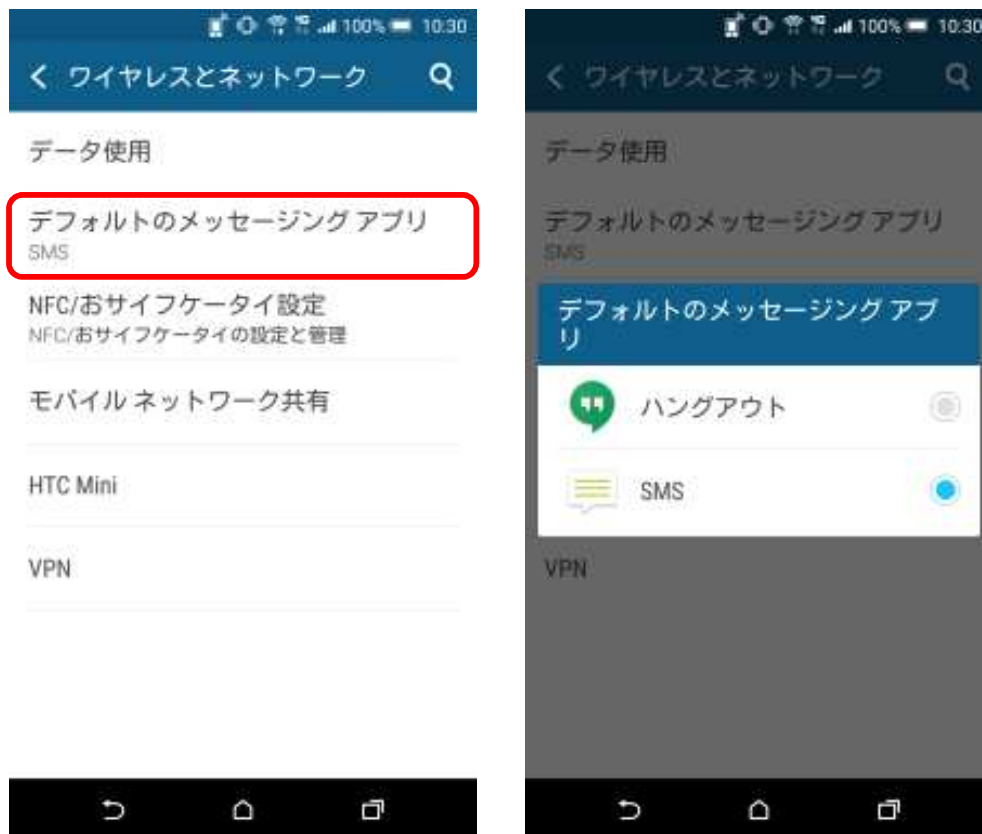 100% 10:30
ワイヤレスとネットワーク
データ使用
デフォルトのメッセージング アプリ
SMS
NFC/おサイフケータイ設定
NFC/おサイフケータイの設定と管理
モバイル ネットワーク共有
HTC Mini
VPN
100% 10:30
ワイヤレスとネットワーク
データ使用
デフォルトのメッセージング アプリ
SMS
デフォルトのメッセージング アプ
リ
ハングアウト
SMS
VPN